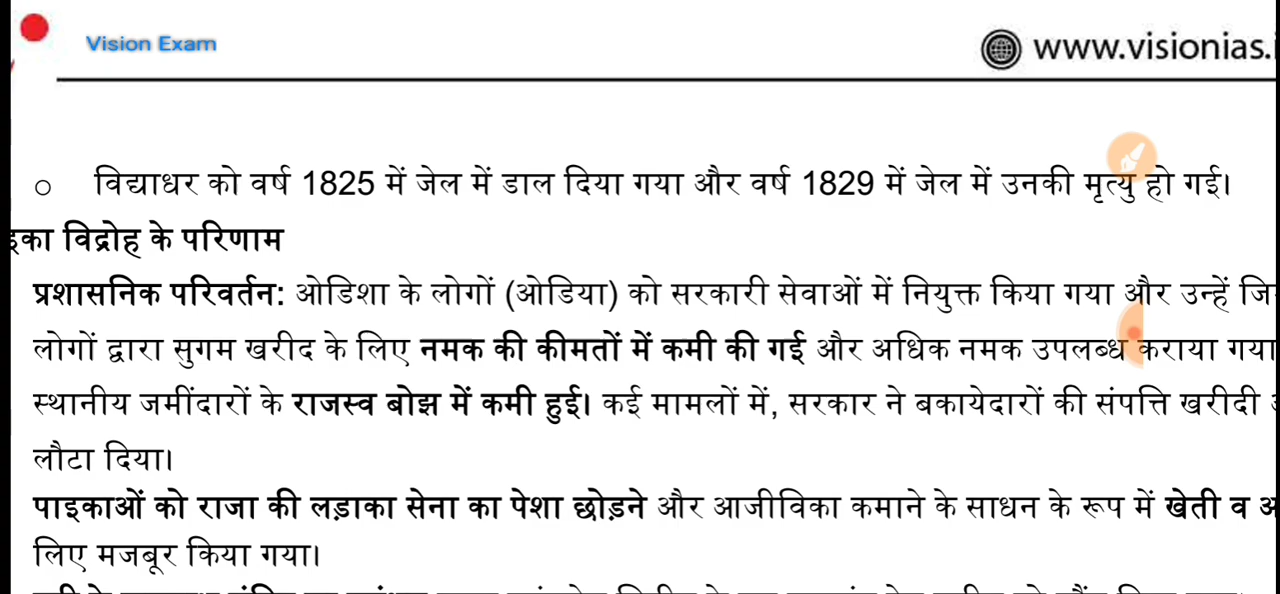 Vision Exam
www.visionias.
○ विद्याधर को वर्ष 1825 में जेल में डाल दिया गया और वर्ष 1829 में जेल में उनकी मृत्यु हो गई।
इका विद्रोह के परिणाम
प्रशासनिक परिवर्तन: ओडिशा के लोगों (ओडिया) को सरकारी सेवाओं में नियुक्त किया गया और उन्हें जि
लोगों द्वारा सुगम खरीद के लिए नमक की कीमतों में कमी की गई और अधिक नमक उपलब्ध कराया गया
स्थानीय जमींदारों के राजस्व बोझ में कमी हुई। कई मामलों में, सरकार ने बकायेदारों की संपत्ति खरीदी
लौटा दिया।
पाइकाओं को राजा की लड़ाका सेना का पेशा छोड़ने और आजीविका कमाने के साधन के रूप में खेती व
लिए मजबूर किया गया।